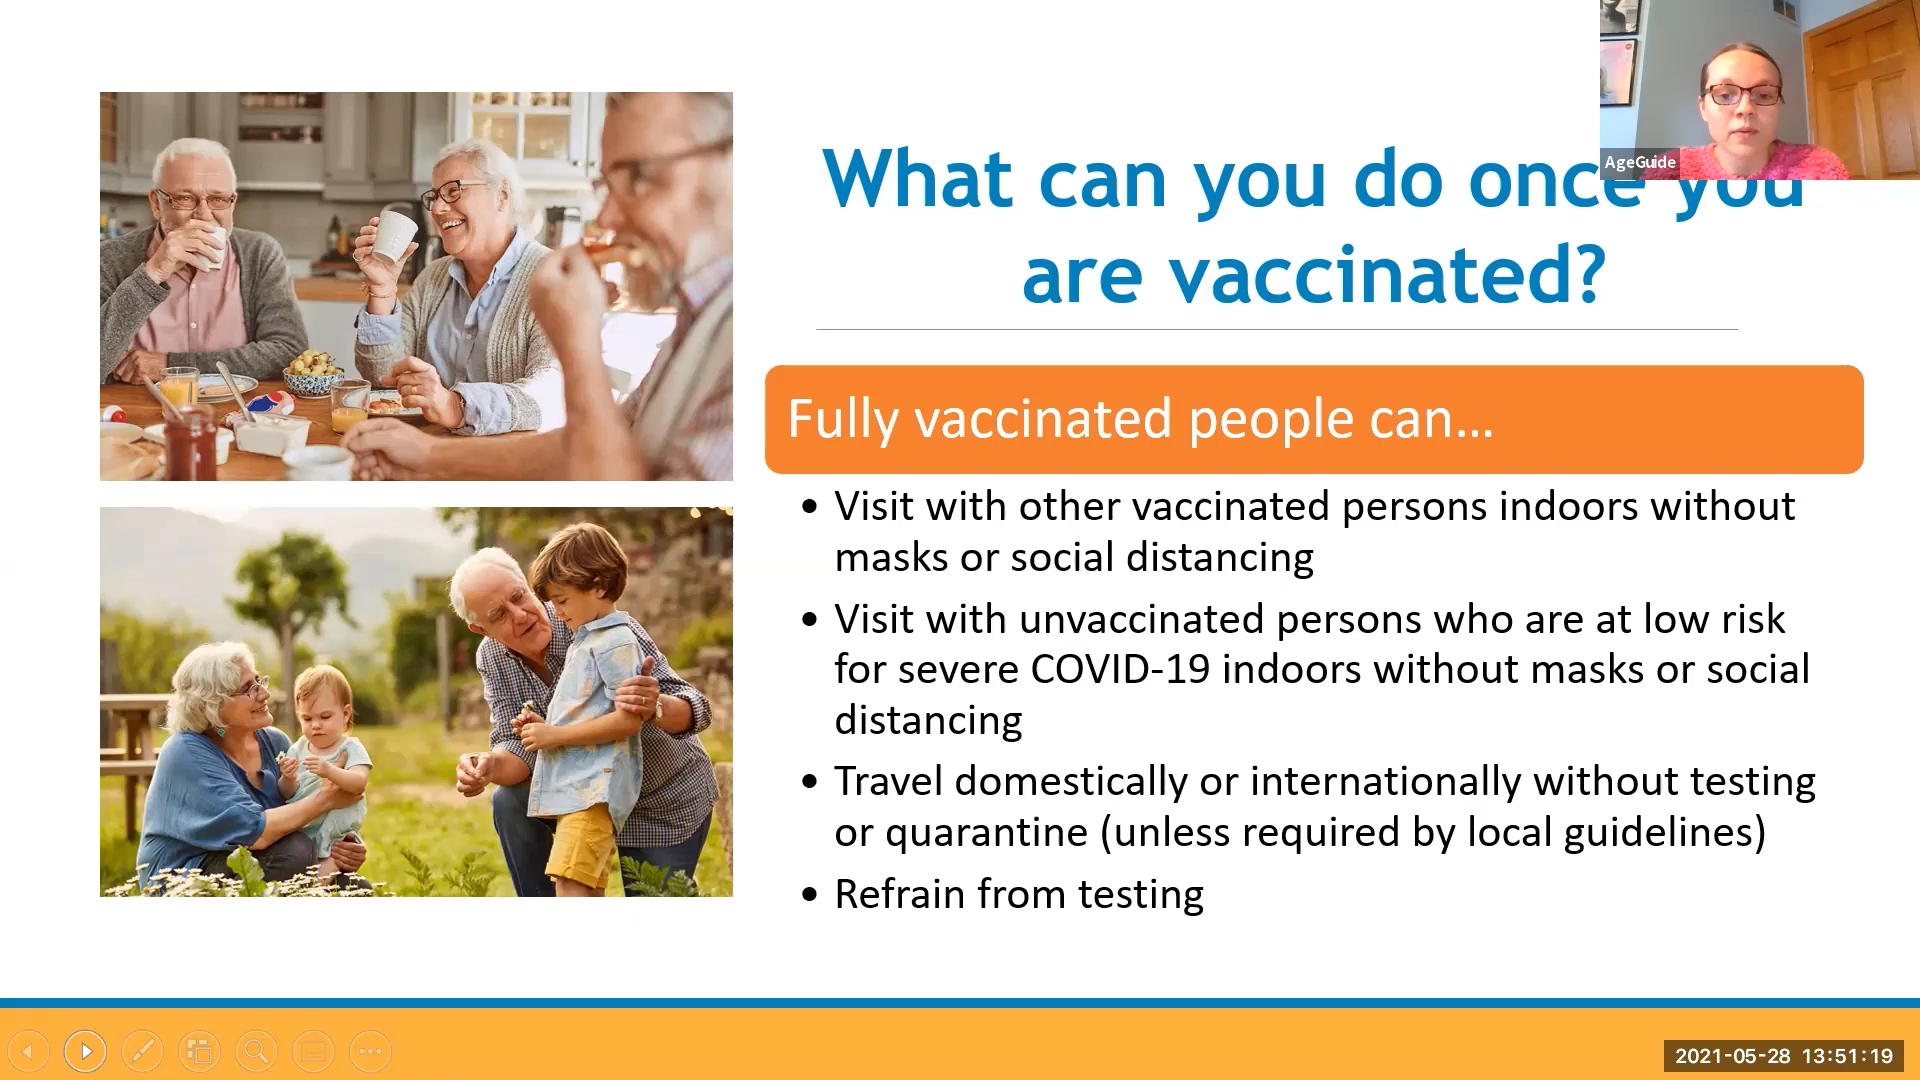 What can you do once you
are vaccinated?
AgeGuide
Fully vaccinated people can...
• Visit with other vaccinated persons indoors without
masks or social distancing
• Visit with unvaccinated persons who are at low risk
for severe COVID-19 indoors without masks or social
distancing
• Travel domestically or internationally without testing
or quarantine (unless required by local guidelines)
• Refrain from testing
2021-05-28 13:51:19